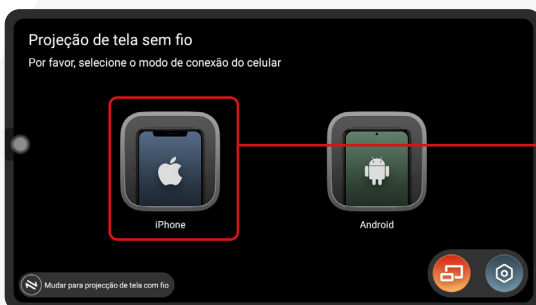 Projeção de tela sem fio
Por favor, selecione o modo de conexão do celular
iPhone
Android
Mudar para projecção de tela com fio